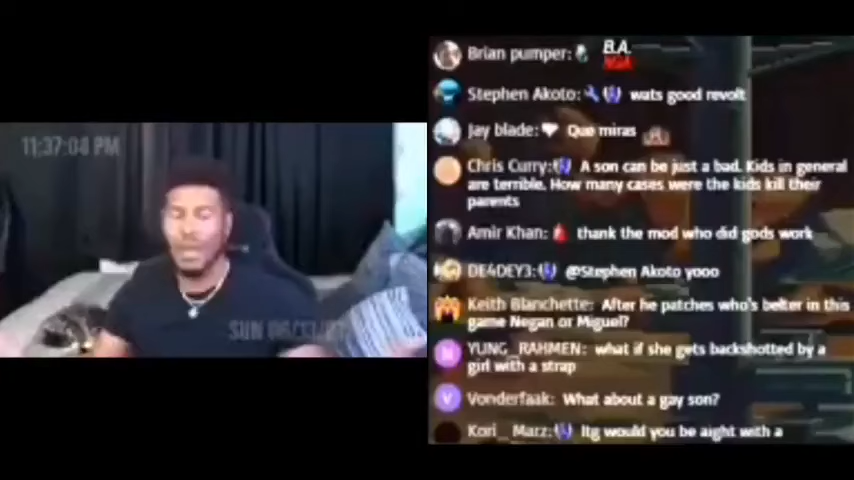 11:37:04 PM
SUN
Brian pumper: B.A.
Stephen Akoto: wats good revolt
Jay blade: Que miras
Chris Curry: A son can be just a bad. Kids in general
are terrible. How many cases were the kids kill their
parents
Amir Khan: thank the mod who did gods work
DE4DEY3: @Stephen Akoto yooo
Keith Blanchette: After he patches who's better in this
game Negan or Miguel?
YUNG_RAHMEN: what if she gets backshotted by a
girl with a strap
Vonderfaak: What about a gay son?
Kori_Marz: Itg would you be aight with a